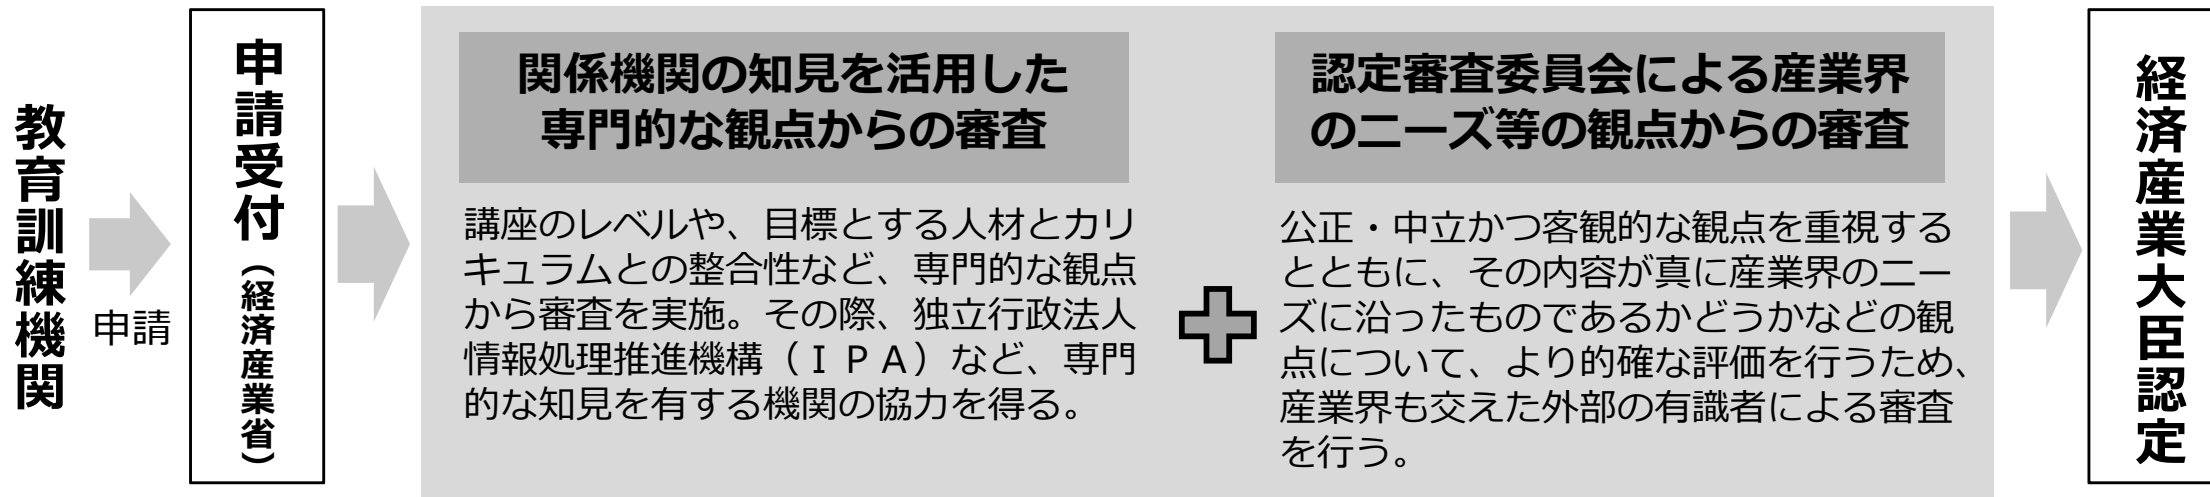 教育訓練機関
申請
申請受付（経済産業省）
関係機関の知見を活用した
専門的な観点からの審査
講座のレベルや、目標とする人材とカリ
キュラムとの整合性など、専門的な観点
から審査を実施。その際、独立行政法人
情報処理推進機構（ＩＰＡ）など、専門
的な知見を有する機関の協力を得る。
認定審査委員会による産業界
のニーズ等の観点からの審査
公正・中立かつ客観的な観点を重視する
とともに、その内容が真に産業界のニー
ズに沿ったものであるかどうかなどの観
点について、より的確な評価を行うため、
産業界も交えた外部の有識者による審査
を行う。
経済産業大臣認定